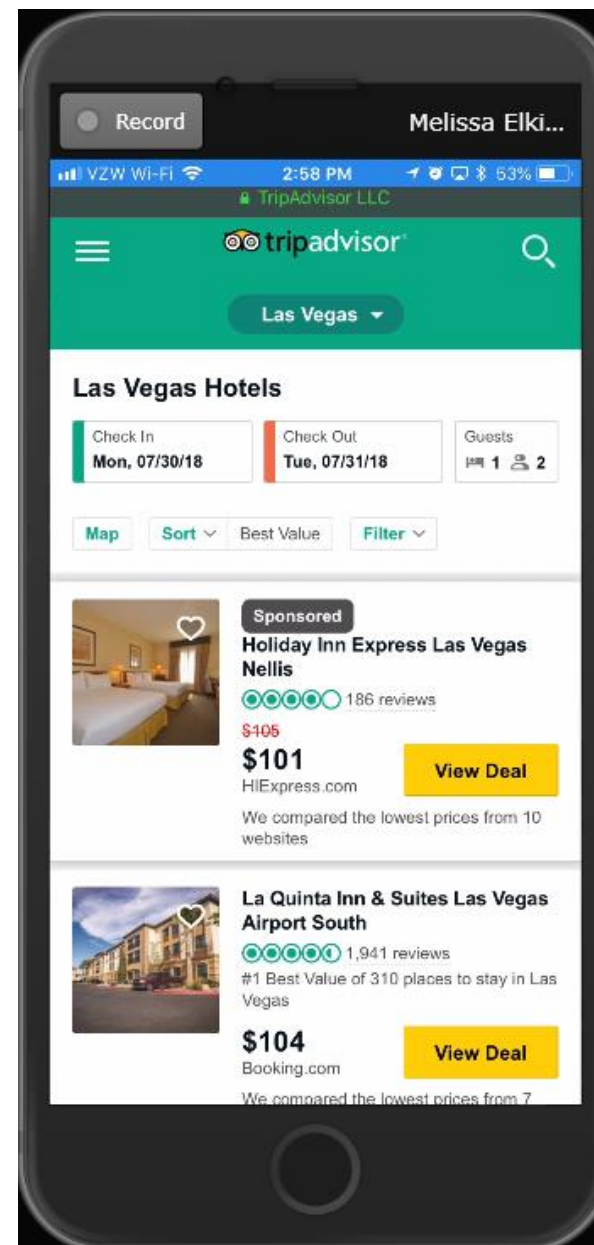 Record
Melissa Elki...
VZW Wi-Fi
2:58 PM
53%
TripAdvisor LLC
tripadvisor
Las Vegas
Las Vegas Hotels
Check In
Mon, 07/30/18
Check Out
Tue, 07/31/18
Guests
1 2
Map
Sort
Best Value
Filter
Sponsored
Holiday Inn Express Las Vegas
Nellis
186 reviews
$105
$101
HIExpress.com
View Deal
We compared the lowest prices from 10
websites
La Quinta Inn & Suites Las Vegas
Airport South
1,941 reviews
#1 Best Value of 310 places to stay in Las
Vegas
$104
Booking.com
View Deal
We compared the lowest prices from 7